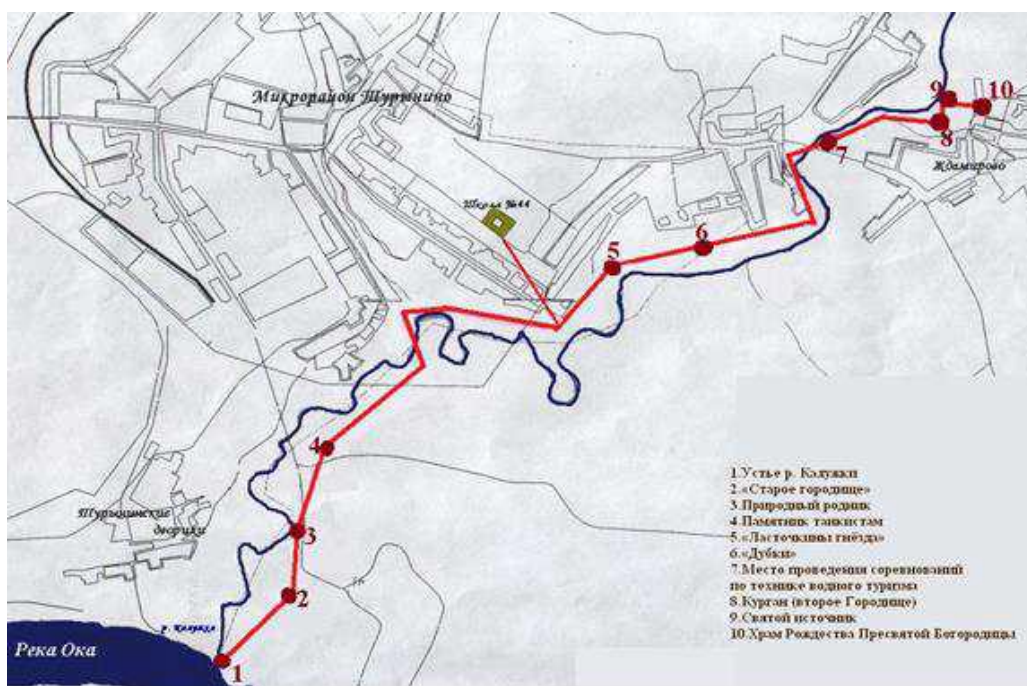 Микрорайон Турынино
9
10
8
7
Ждамирово
Школа №44
6
5
4
3
Турынинские
дворики
2
р. Калужка
Река Ока
1
1.Устье р. Калужки
2.«Старое городище»
3.Природный родник
4.Памятник танкистам
5.«Ласточкины гнёзда»
6.«Дубки»
7.Место проведения соревнований
по технике водного туризма
8.Курган (второе Городище)
9.Святой источник
10.Храм Рождества Пресвятой Богородицы